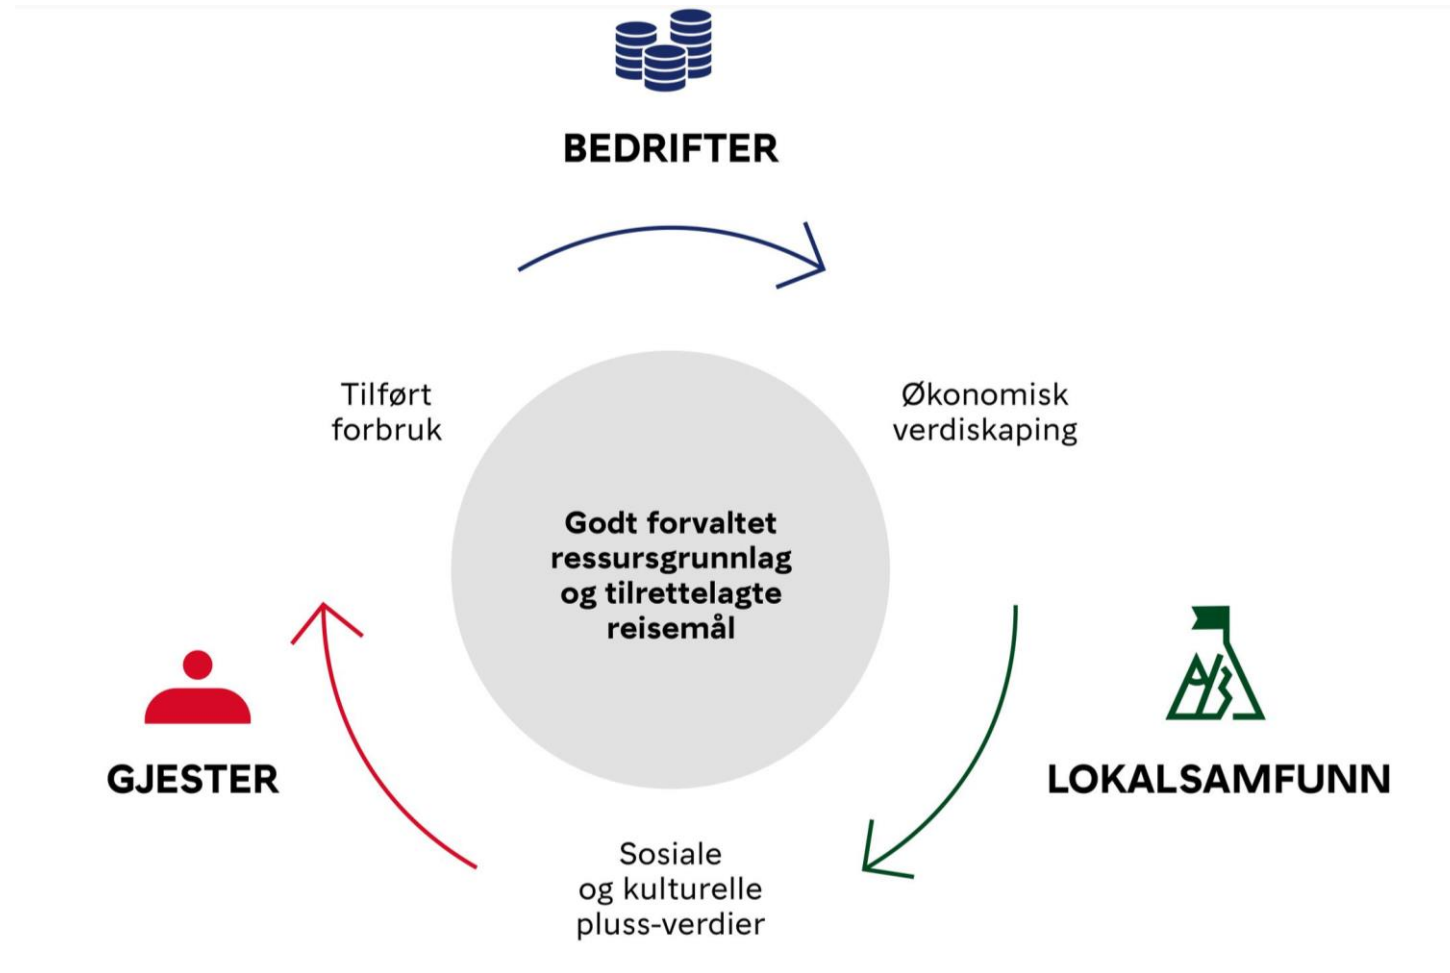 BEDRIFTER
Tilført
forbruk
Økonomisk
verdiskaping
Godt forvaltet
ressursgrunnlag
og tilrettelagte
reisemål
GJESTER
LOKALSAMFUNN
Sosiale
og kulturelle
pluss-verdier